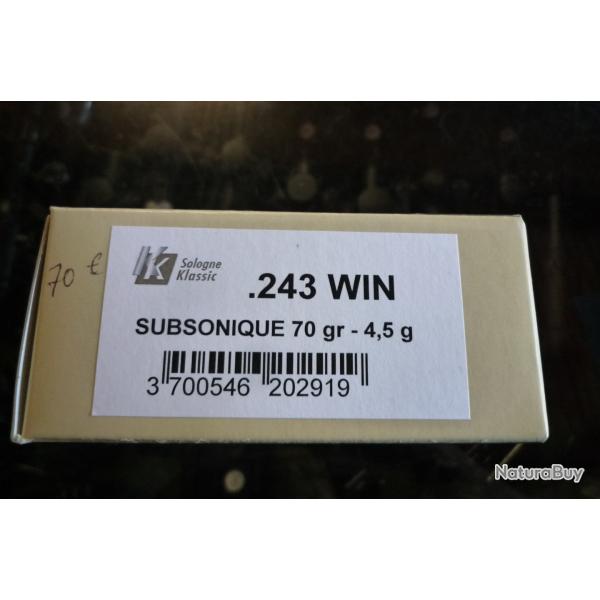 70 €
K
Sologne
Klassic
.243 WIN
SUBSONIQUE 70 gr - 4,5 g
3 700546 202919
NaturaBuy